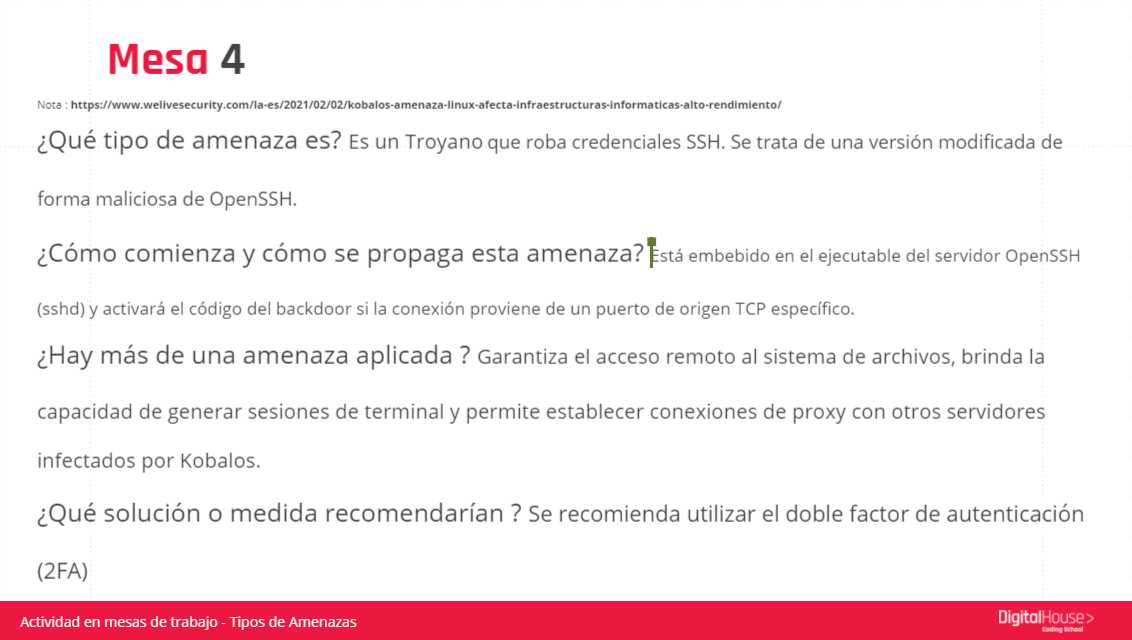 Mesa 4
Nota : https://www.welivesecurity.com/la-es/2021/02/02/kobalos-amenaza-linux-afecta-infraestructuras-informaticas-alto-rendimiento/
¿Qué tipo de amenaza es? Es un Troyano que roba credenciales SSH. Se trata de una versión modificada de
forma maliciosa de OpenSSH.
¿Cómo comienza y cómo se propaga esta amenaza? Está embebido en el ejecutable del servidor OpenSSH
(sshd) y activará el código del backdoor si la conexión proviene de un puerto de origen TCP específico.
¿Hay más de una amenaza aplicada ? Garantiza el acceso remoto al sistema de archivos, brinda la
capacidad de generar sesiones de terminal y permite establecer conexiones de proxy con otros servidores
infectados por Kobalos.
¿Qué solución o medida recomendarían ? Se recomienda utilizar el doble factor de autenticación
(2FA)
Actividad en mesas de trabajo - Tipos de Amenazas
DigitalHouse>
Coding School